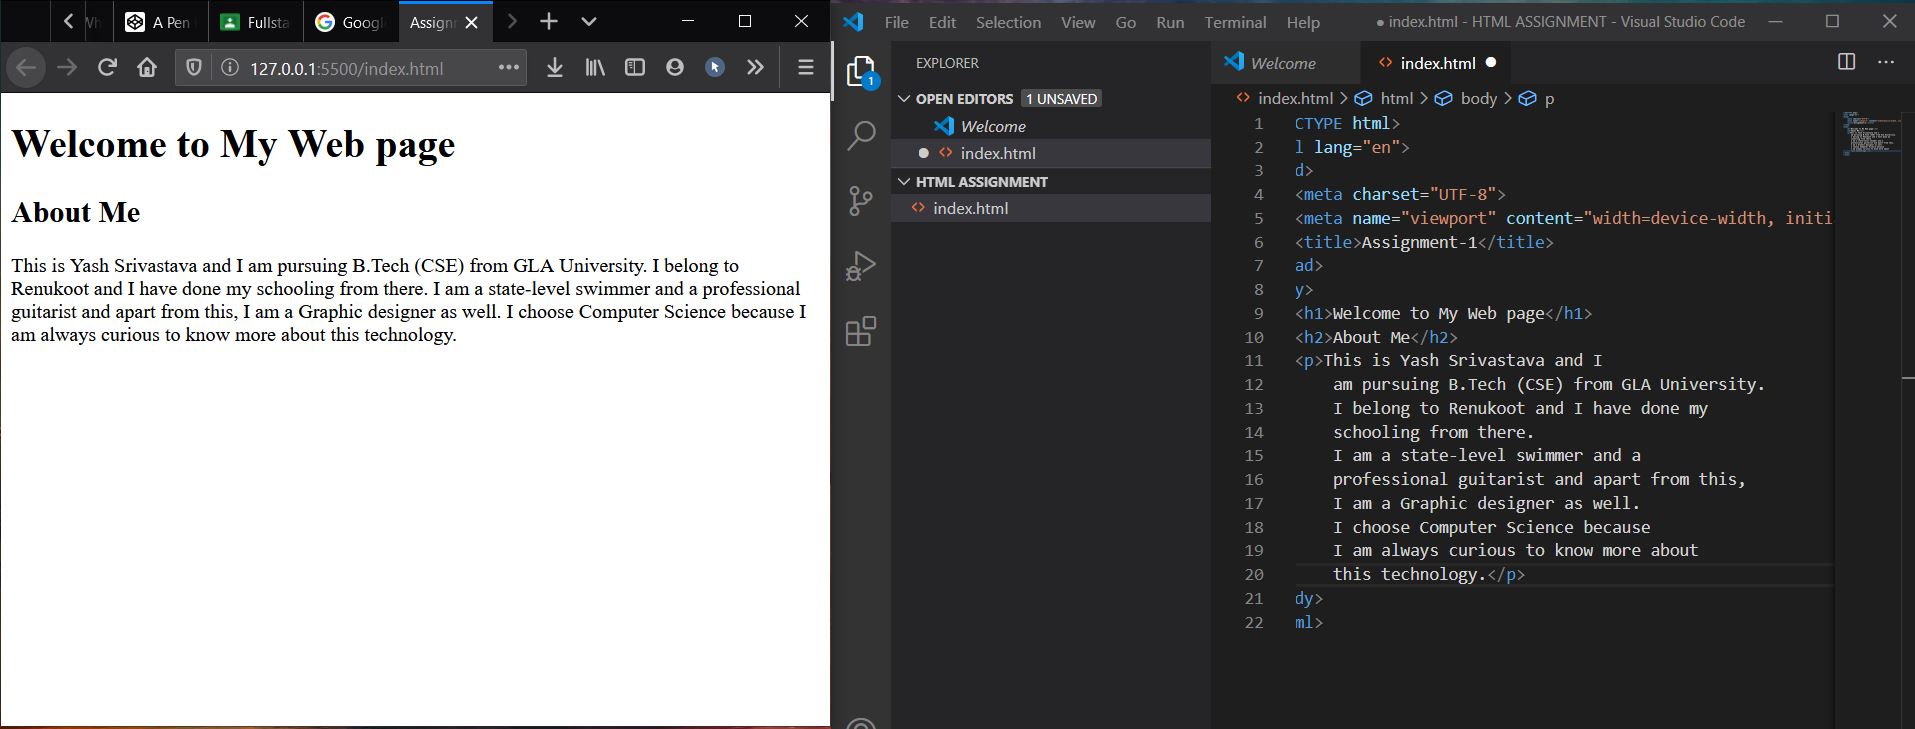 A Pen
Fullsta
Google
Assignr
127.0.0.1:5500/index.html
Welcome to My Web page
About Me
This is Yash Srivastava and I am pursuing B.Tech (CSE) from GLA University. I belong to
Renukoot and I have done my schooling from there. I am a state-level swimmer and a professional
guitarist and apart from this, I am a Graphic designer as well. I choose Computer Science because I
am always curious to know more about this technology.
File Edit Selection View Go Run Terminal Help
● index.html - HTML ASSIGNMENT - Visual Studio Code
1
EXPLORER
OPEN EDITORS 1 UNSAVED
Welcome
index.html
HTML ASSIGNMENT
index.html
Welcome
index.html
index.html > html > body > p
1 CTYPE html>
2 l lang="en">
3 d>
4 <meta charset="UTF-8">
5 <meta name="viewport" content="width=device-width, initi
6 <title>Assignment-1</title>
7 ad>
8 y>
9 <h1>Welcome to My Web page</h1>
10 <h2>About Me</h2>
11 <p>This is Yash Srivastava and I
12 am pursuing B.Tech (CSE) from GLA University.
13 I belong to Renukoot and I have done my
14 schooling from there.
15 I am a state-level swimmer and a
16 professional guitarist and apart from this,
17 I am a Graphic designer as well.
18 I choose Computer Science because
19 I am always curious to know more about
20 this technology.</p>
21 dy>
22 ml>